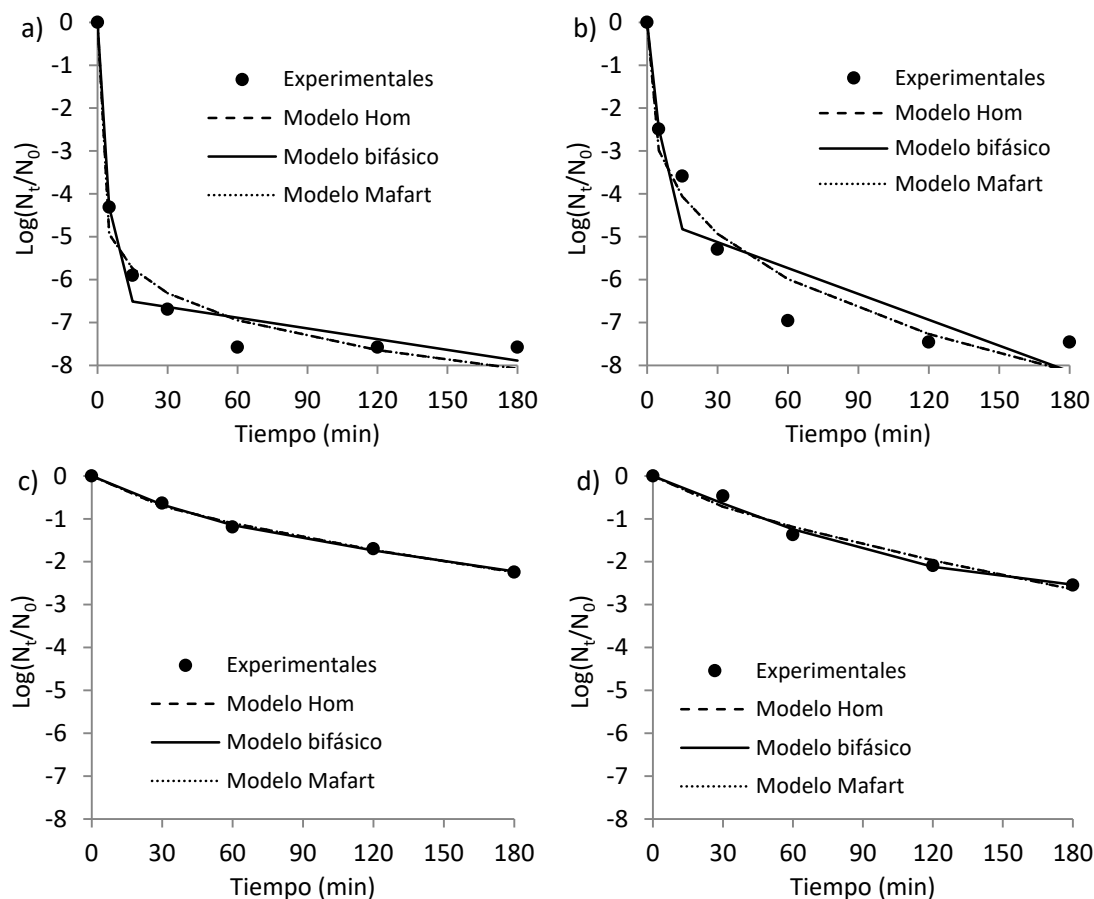 a)
0
-1
-2
-3
-4
-5
-6
-7
-8
Log(Nₜ/N₀)
Experimentales
Modelo Hom
Modelo bifásico
Modelo Mafart
0 30 60 90 120 150 180
Tiempo (min)
b)
0
-1
-2
-3
-4
-5
-6
-7
-8
Log(Nₜ/N₀)
Experimentales
Modelo Hom
Modelo bifásico
Modelo Mafart
0 30 60 90 120 150 180
Tiempo (min)
c)
0
-1
-2
-3
-4
-5
-6
-7
-8
Log(Nₜ/N₀)
Experimentales
Modelo Hom
Modelo bifásico
Modelo Mafart
0 30 60 90 120 150 180
Tiempo (min)
d)
0
-1
-2
-3
-4
-5
-6
-7
-8
Log(Nₜ/N₀)
Experimentales
Modelo Hom
Modelo bifásico
Modelo Mafart
0 30 60 90 120 150 180
Tiempo (min)